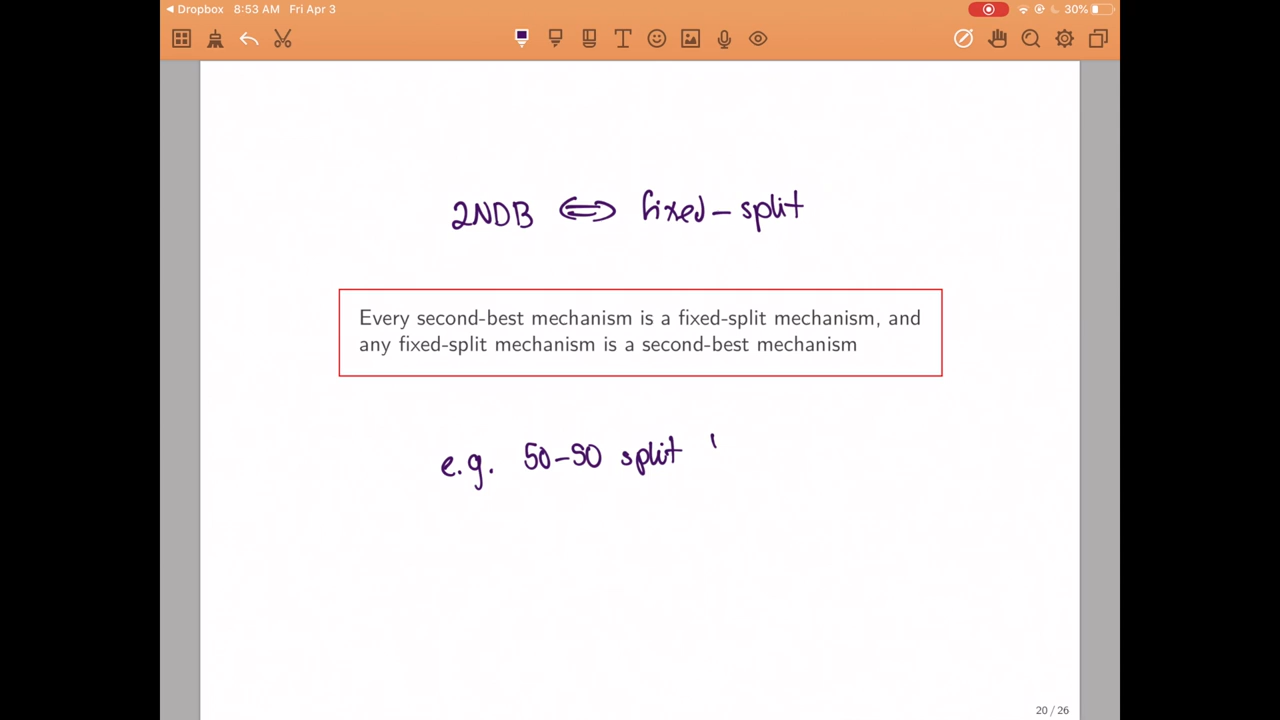 Dropbox 8:53 AM Fri Apr 3
30%
2NDB ⇔ fixed-split
Every second-best mechanism is a fixed-split mechanism, and
any fixed-split mechanism is a second-best mechanism
e.g. 50-50 split
20 / 26